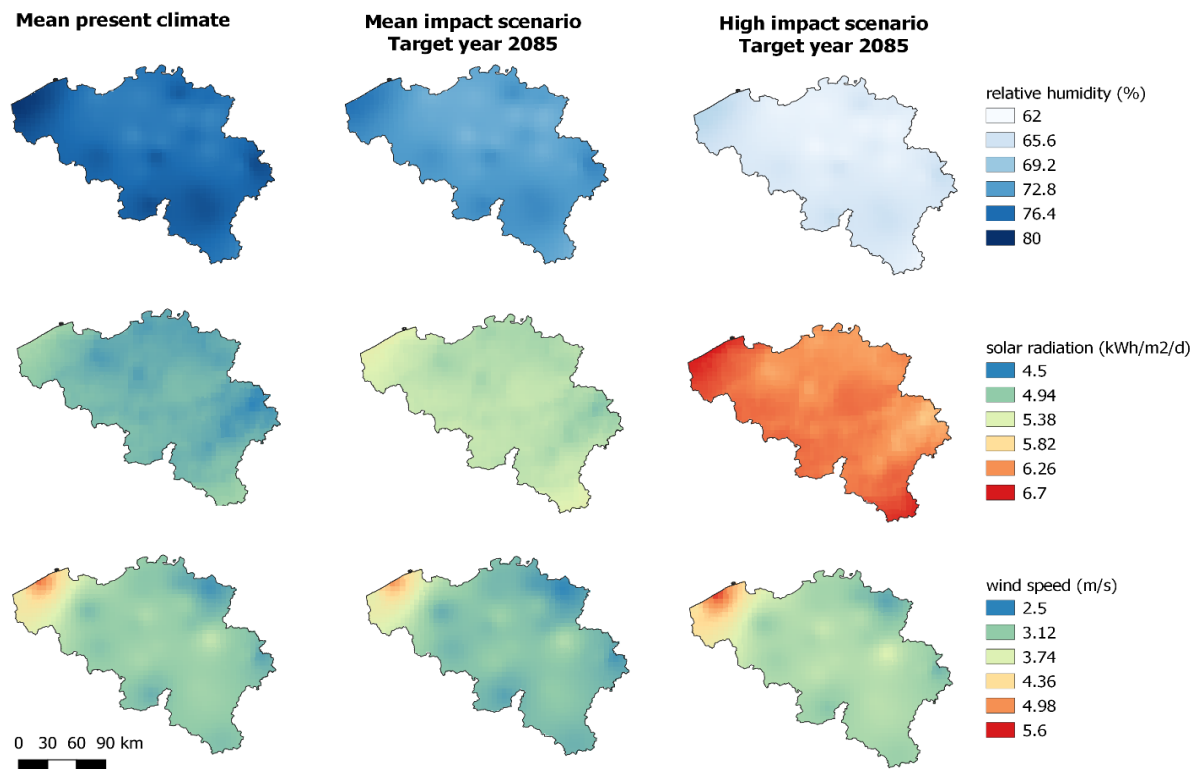 Mean present climate
Mean impact scenario
Target year 2085
High impact scenario
Target year 2085
relative humidity (%)
62
65.6
69.2
72.8
76.4
80
solar radiation (kWh/m2/d)
4.5
4.94
5.38
5.82
6.26
6.7
wind speed (m/s)
2.5
3.12
3.74
4.36
4.98
5.6
0 30 60 90 km